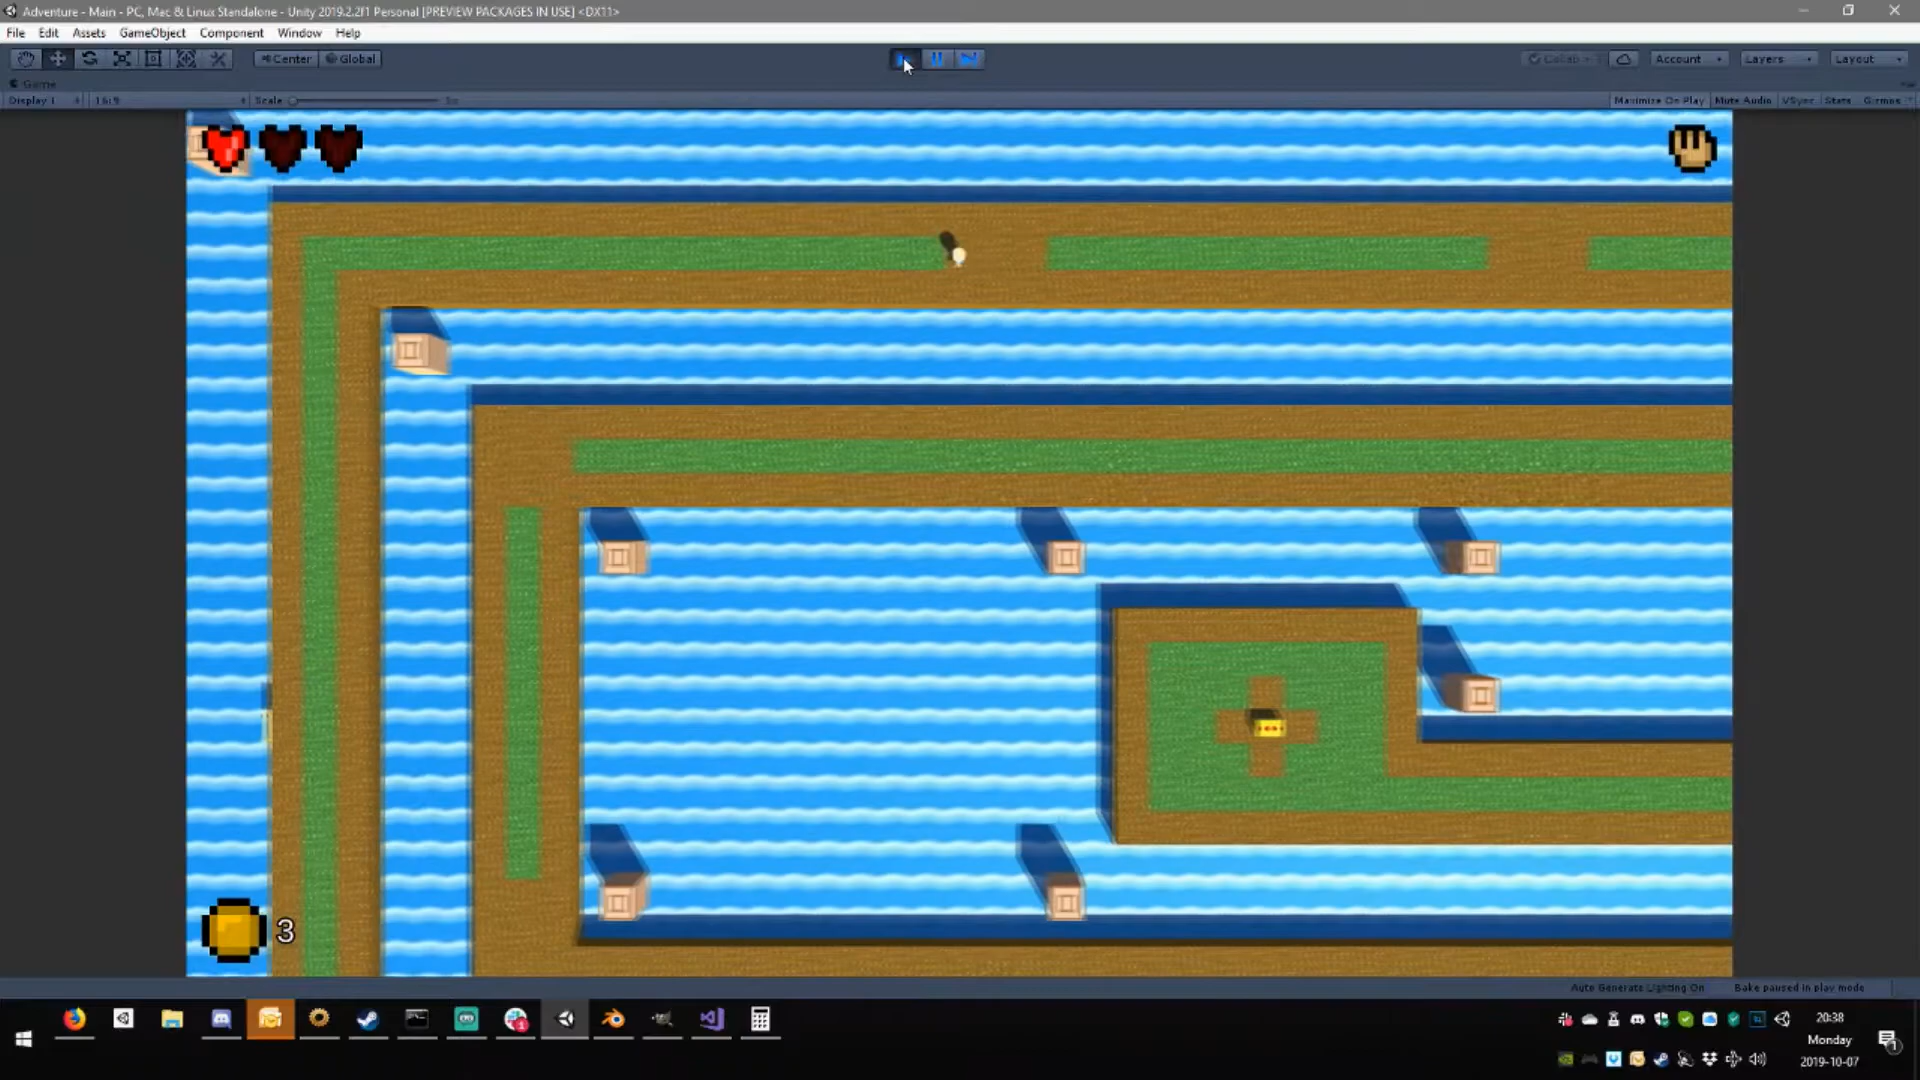 Adventure - Main - PC, Mac & Linux Standalone - Unity 2019.2.2f1 Personal [PREVIEW PACKAGES IN USE] <DX11>
File Edit Assets GameObject Component Window Help
Center Global Collab Account Layers Layout
Game
Display 1 16:9 Scale Maximize On Play Mute Audio VSync Stats Gizmos
3
Auto Generate Lighting On Bake paused in play mode
20:38
Monday
2019-10-07